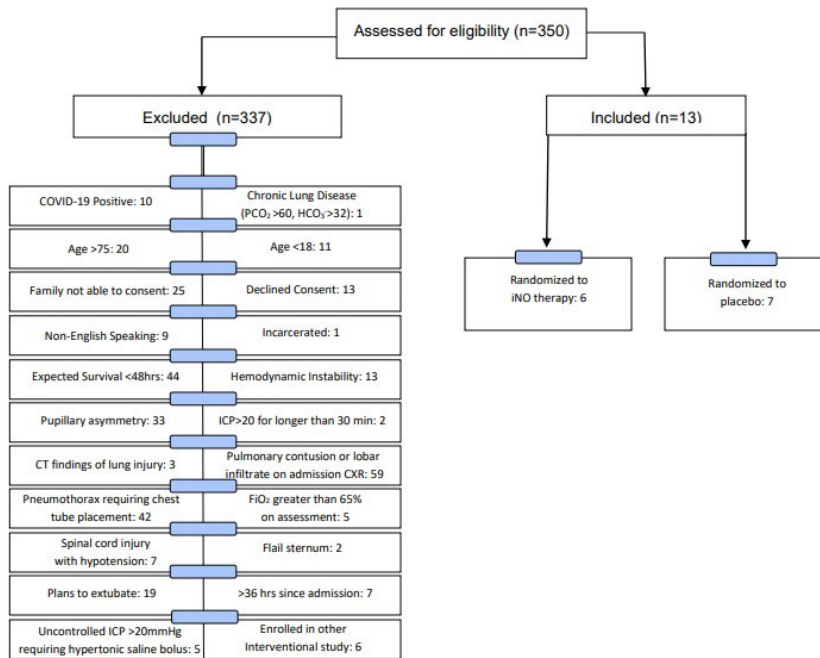 Assessed for eligibility (n=350)
Excluded (n=337)
Included (n=13)
COVID-19 Positive: 10
Chronic Lung Disease
(PCO₂ >60, HCO₃⁻>32): 1
Age >75: 20
Age <18: 11
Family not able to consent: 25
Declined Consent: 13
Non-English Speaking: 9
Incarcerated: 1
Expected Survival <48hrs: 44
Hemodynamic Instability: 13
Pupillary asymmetry: 33
ICP>20 for longer than 30 min: 2
CT findings of lung injury: 3
Pulmonary contusion or lobar
infiltrate on admission CXR: 59
Pneumothorax requiring chest
tube placement: 42
FiO₂ greater than 65%
on assessment: 5
Spinal cord injury
with hypotension: 7
Flail sternum: 2
Plans to extubate: 19
>36 hrs since admission: 7
Uncontrolled ICP >20mmHg
requiring hypertonic saline bolus: 5
Enrolled in other
Interventional study: 6
Randomized to
iNO therapy: 6
Randomized to
placebo: 7